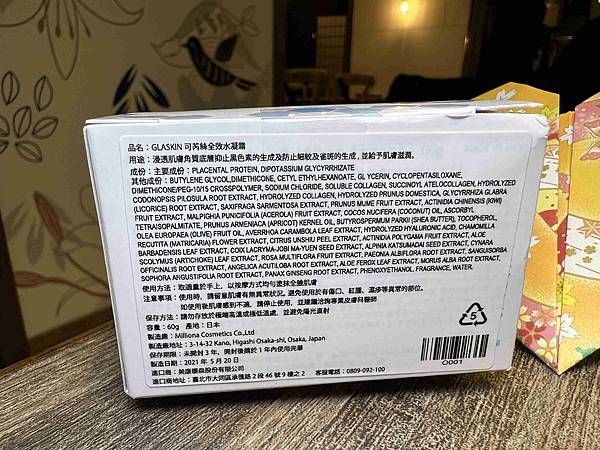 品名：GLASKIN 可芮絲全效水凝霜
用途：浸透肌膚角質底層抑止黑色素的生成及防止細紋及雀斑的生成，並給予肌膚滋潤。
成份：主要成份：PLACENTAL PROTEIN, DIPOTASSIUM GLYCYRRHIZATE
其他成份：BUTYLENE GLYCOL,DIMETHICONE, CETYL ETHYLHEXANOATE, GLYCERIN, CYCLOPENTASILOXANE,
DIMETHICONE/PEG-10/15 CROSSPOLYMER, SODIUM CHLORIDE, SOLUBLE COLLAGEN, SUCCINOYL ATELOCOLLAGEN, HYDROLYZED
CODONOPSIS PILOSULA ROOT EXTRACT, HYDROLYZED COLLAGEN, HYDROLYZED PRUNUS DOMESTICA, GLYCYRRHIZA GLABRA
(LICORICE) ROOT EXTRACT, SAXIFRAGA SARMENTOSA EXTRACT, PRUNUS MUME FRUIT EXTRACT, ACTINDIA CHINENSIS (KIWI)
FRUIT EXTRACT, MALPIGHIA PUNICIFOLIA (ACEROLA) FRUIT EXTRACT, COCOS NUCIFERA (COCONUT) OIL, ASCORBYL
TETRAISOPALMITATE, PRUNUS ARMENIACA (APRICOT) KERNEL OIL, BUTYROSPERMUM PARKII (SHEA BUTTER), TOCOPHEROL,
OLEA EUROPAEA (OLIVE) FRUIT OIL, AVERRHOA CARAMBOLA LEAF EXTRACT, HYDROLYZED HYALURONIC ACID, CHAMOMILLA
RECUTITA (MATRICARIA) FLOWER EXTRACT, CITRUS UNSHIU PEEL EXTRACT, ACTINIDIA POLYGAMA FRUIT EXTRACT, ALOE
BARBADENSIS LEAF EXTRACT, COIX LACRYMA-JOBI MA-YUEN SEED EXTRACT, ALPINIA KATSUMADAI SEED EXTRACT, CYNARA
SCOLYMUS (ARTICHOKE) LEAF EXTRACT, ROSA MULTIFLORA FRUIT EXTRACT, PAEONIA ALBIFLORA ROOT EXTRACT, SANGUISORBA
OFFICINALIS ROOT EXTRACT, ANGELICA ACUTILOBA ROOT EXTRACT, ALOE FEROX LEAF EXTRACT, MORUS ALBA ROOT EXTRACT,
SOPHORA ANGUSTIFOLIA ROOT EXTRACT, PANAX GINSENG ROOT EXTRACT, PHENOXYETHANOL, FRAGRANCE, WATER.
使用方法：取適量於手上，以按摩方式均勻塗抹全臉肌膚
注意事項：使用時，請留意肌膚有無異常狀況。避免使用於有傷口、紅腫、濕疹等異常的部位。
如使用後肌膚感到不適，請停止使用，並建議洽詢專業皮膚科醫師
保存方法：請勿存放於極端高溫或極低溫處，並避免陽光直射
容量：60g 產地：日本
製造廠：Milliona Cosmetics Co.,Ltd
製造廠地址：3-14-32 Kano, Higashi Osaka-shi, Osaka, Japan
保存期限：未開封3年，開封後請於1年內使用完畢
製造日期：2021年5月20日
進口商：美康櫃森股份有限公司
進口商地址：臺北市大同區承德路2段46號9樓之2 客服電話：0809-092-100
5
O001